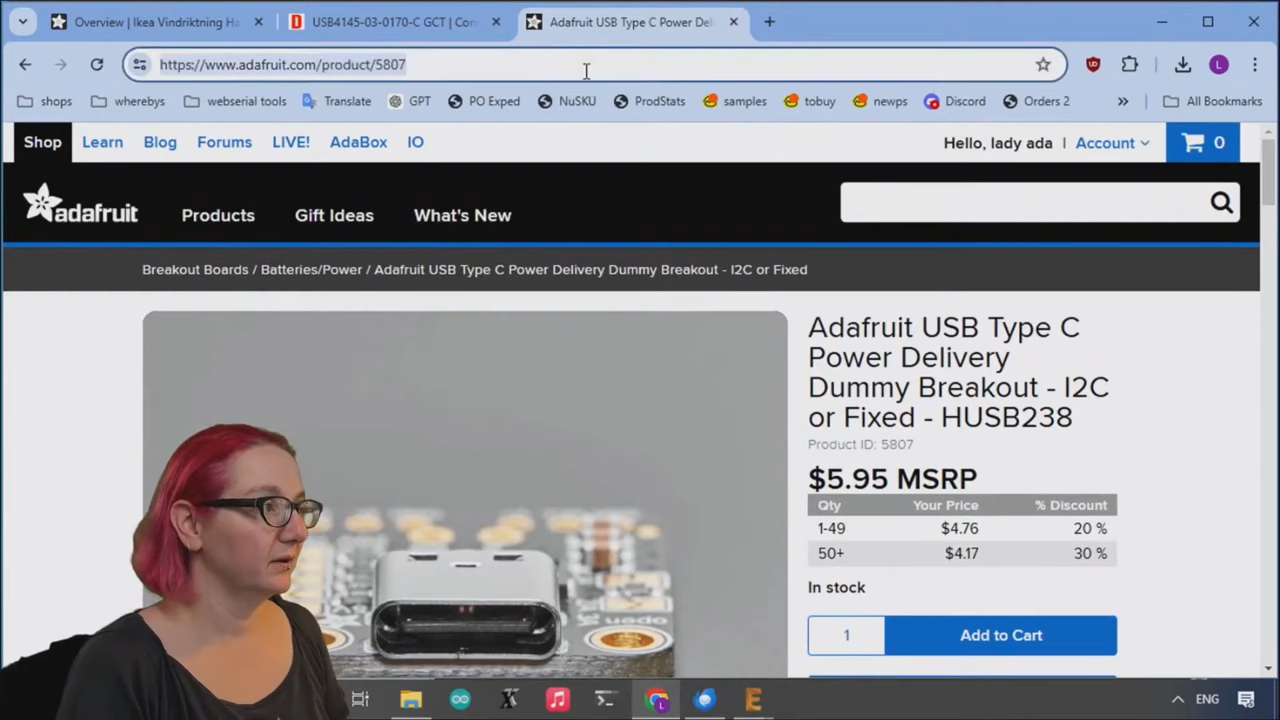 Overview | Ikea Vindriktning Ha
USB4145-03-0170-C GCT | Con
Adafruit USB Type C Power Deli
https://www.adafruit.com/product/5807
shops
wherebys
webserial tools
Translate
GPT
PO Exped
NuSKU
ProdStats
samples
tobuy
newps
Discord
Orders 2
»
All Bookmarks
Shop
Learn
Blog
Forums
LIVE!
AdaBox
IO
Hello, lady ada | Account
0
adafruit
Products
Gift Ideas
What's New
Breakout Boards / Batteries/Power / Adafruit USB Type C Power Delivery Dummy Breakout - I2C or Fixed
Adafruit USB Type C
Power Delivery
Dummy Breakout - I2C
or Fixed - HUSB238
Product ID: 5807
$5.95 MSRP
Qty Your Price % Discount
1-49 $4.76 20 %
50+ $4.17 30 %
In stock
1
Add to Cart
ENG